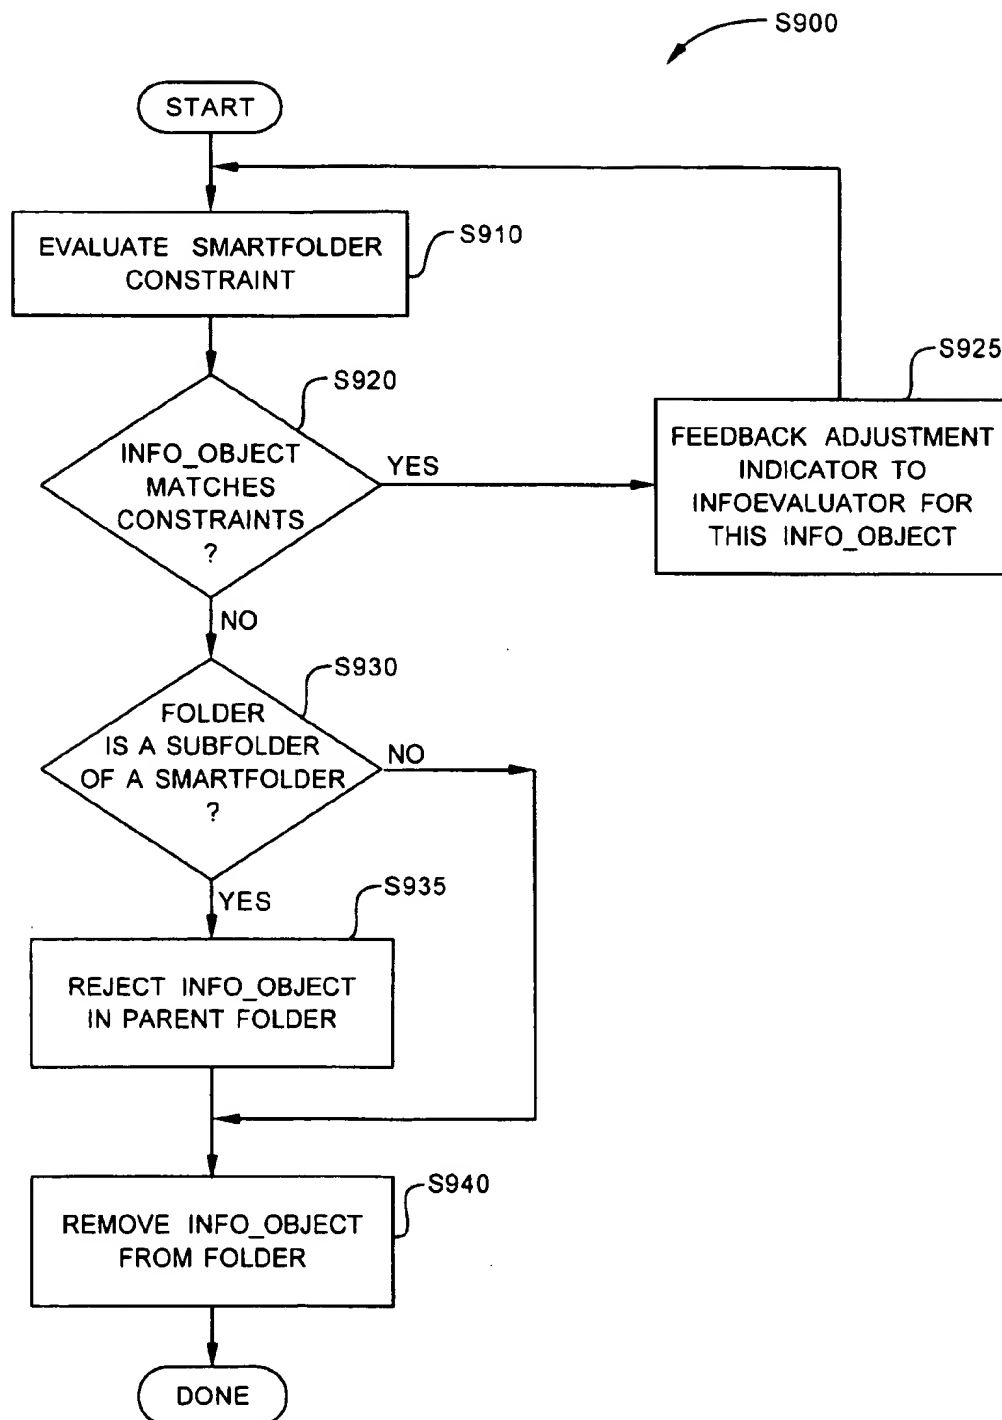 S900
START
EVALUATE SMARTFOLDER
CONSTRAINT
S910
S920
INFO_OBJECT
MATCHES
CONSTRAINTS
?
YES
S925
FEEDBACK ADJUSTMENT
INDICATOR TO
INFOEVALUATOR FOR
THIS INFO_OBJECT
NO
S930
FOLDER
IS A SUBFOLDER
OF A SMARTFOLDER
?
NO
YES
S935
REJECT INFO_OBJECT
IN PARENT FOLDER
S940
REMOVE INFO_OBJECT
FROM FOLDER
DONE